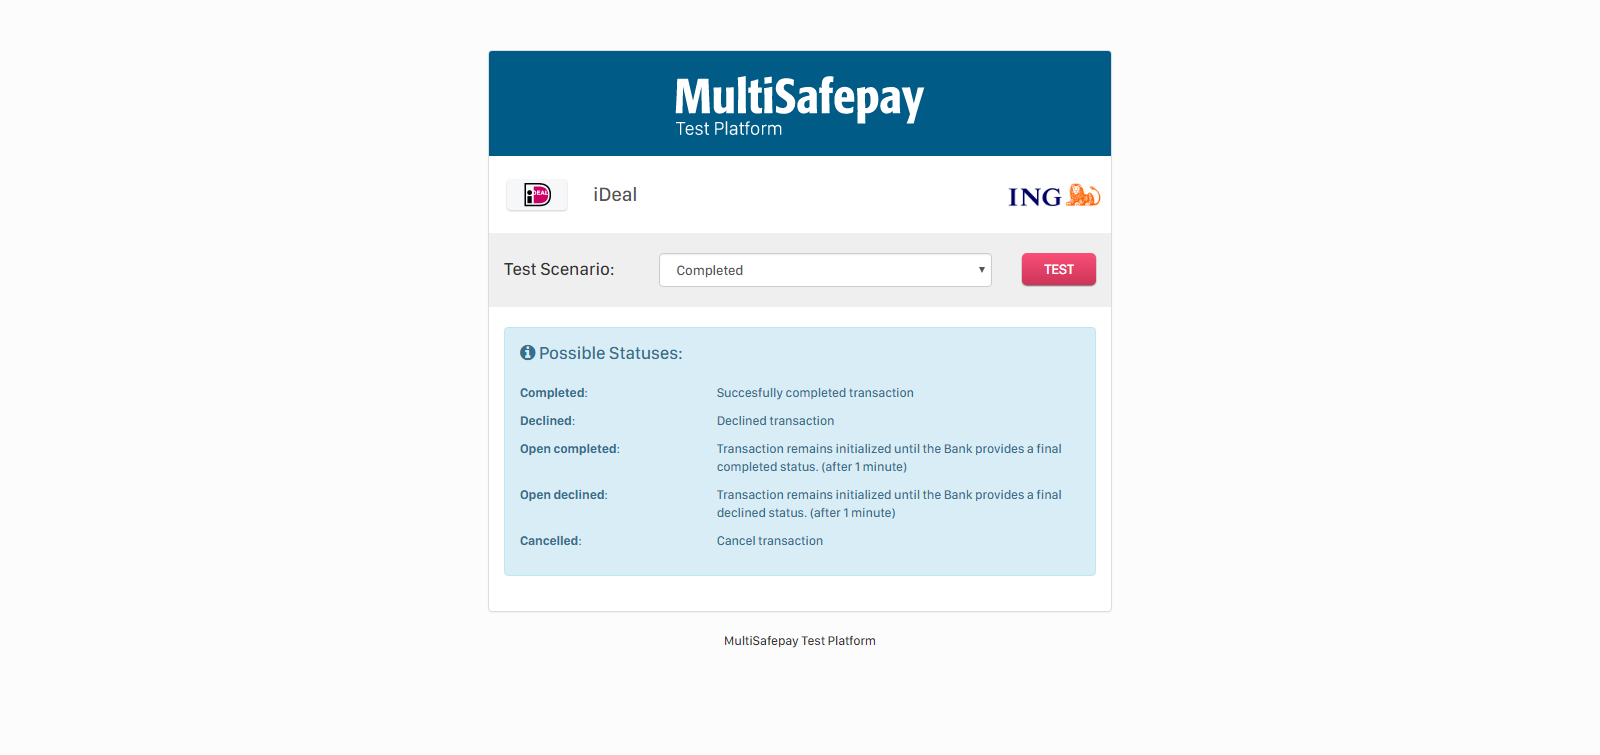 MultiSafepay
Test Platform
iDEAL
iDeal
ING
Test Scenario:
Completed
TEST
Possible Statuses:
Completed: Succesfully completed transaction
Declined: Declined transaction
Open completed: Transaction remains initialized until the Bank provides a final
completed status. (after 1 minute)
Open declined: Transaction remains initialized until the Bank provides a final
declined status. (after 1 minute)
Cancelled: Cancel transaction
MultiSafepay Test Platform